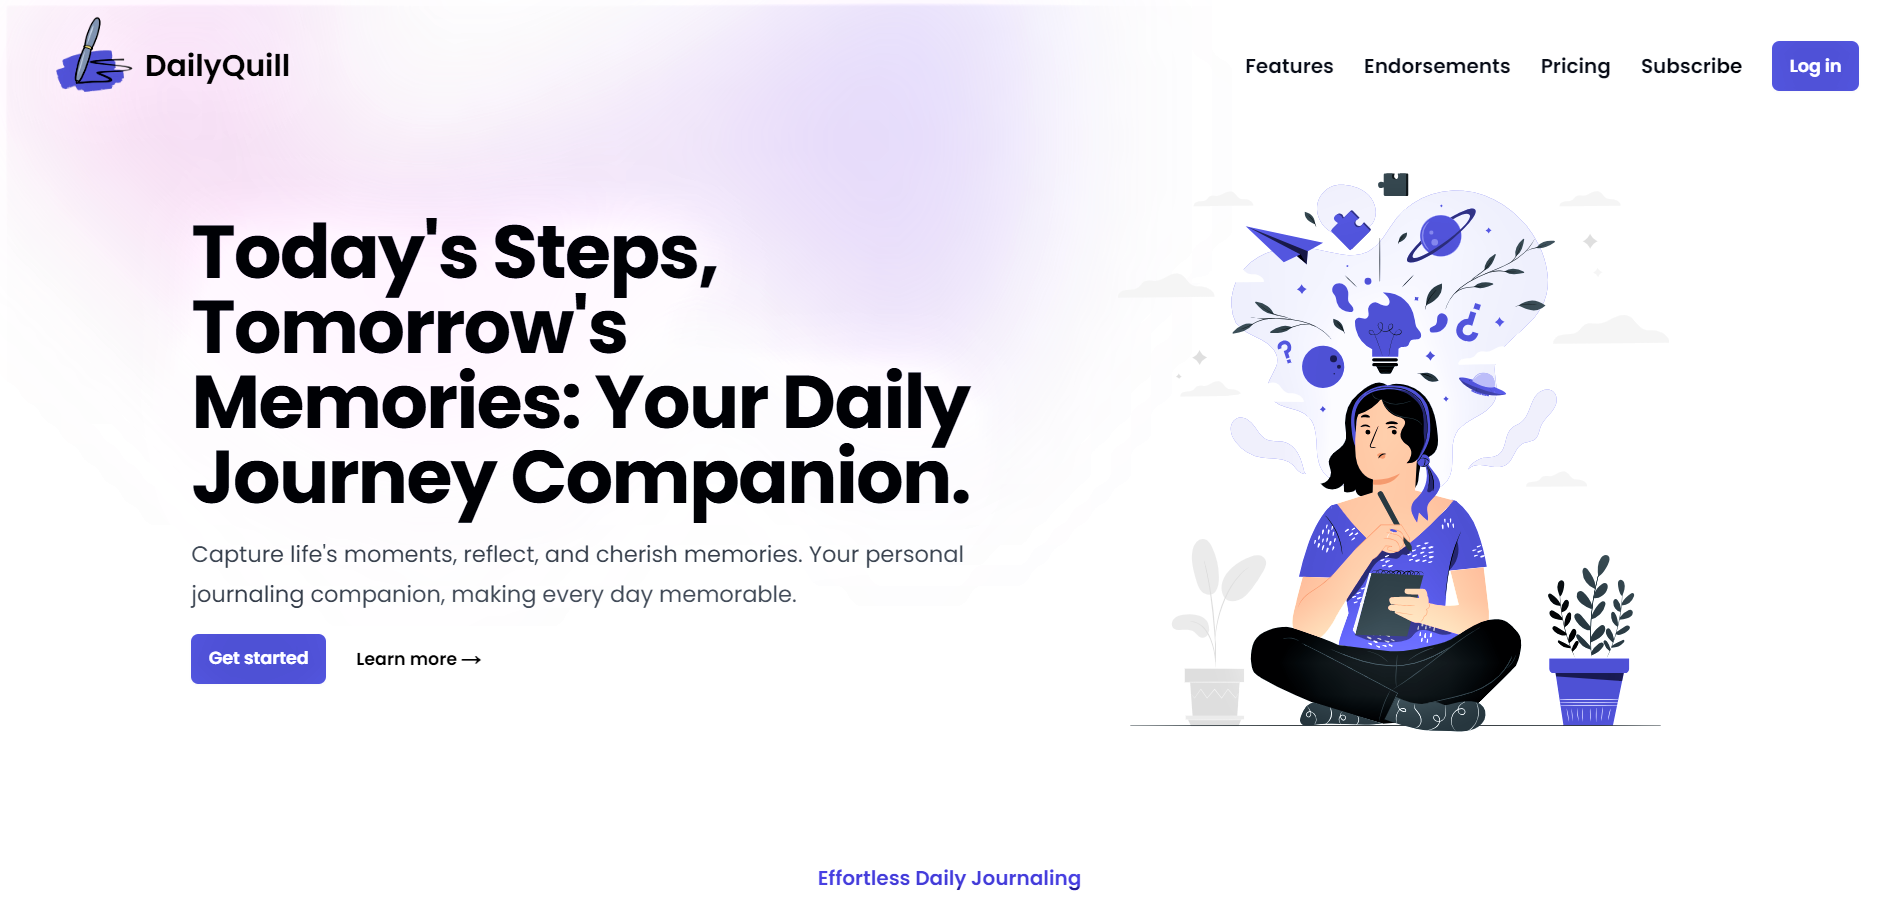 DailyQuill
Features
Endorsements
Pricing
Subscribe
Log in
Today's Steps,
Tomorrow's
Memories: Your Daily
Journey Companion.
Capture life's moments, reflect, and cherish memories. Your personal
journaling companion, making every day memorable.
Get started
Learn more →
? ?
Effortless Daily Journaling